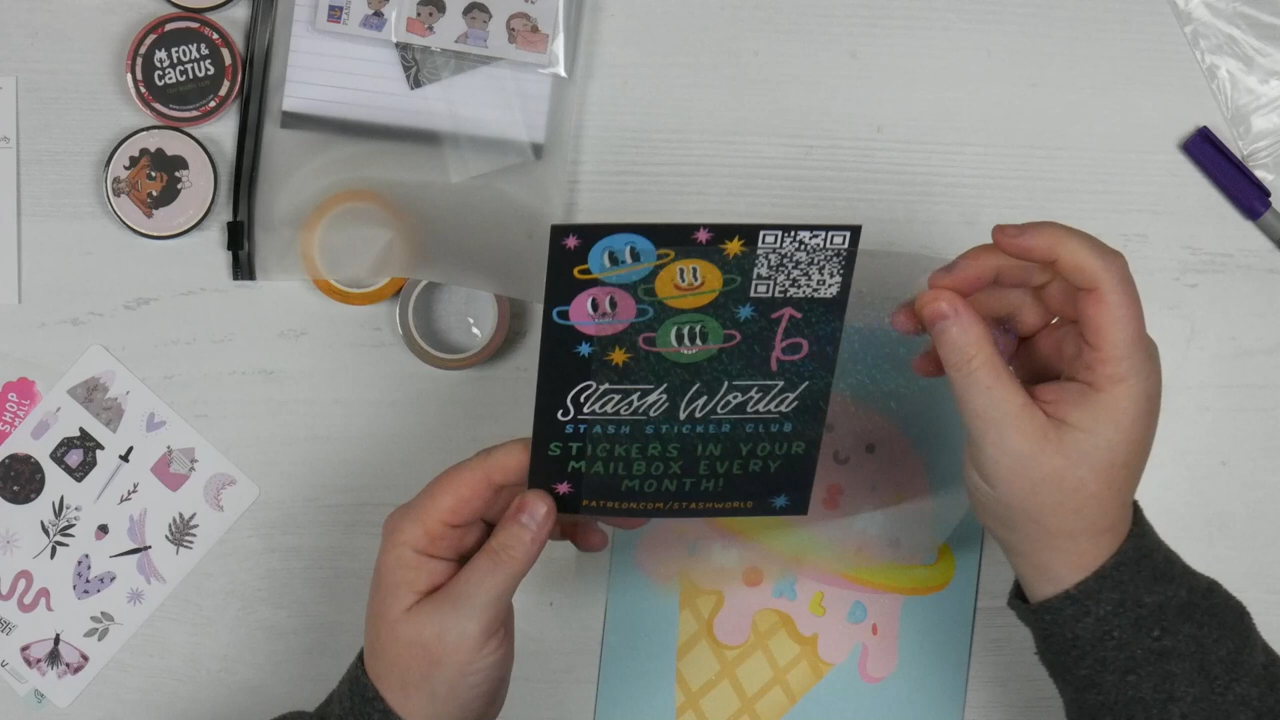 FOX &
CACTUS
Stash World
STASH STICKER CLUB
STICKERS IN YOUR
MAILBOX EVERY
MONTH!
PATREON.COM/STASHWORLD
SHOP
SMALL